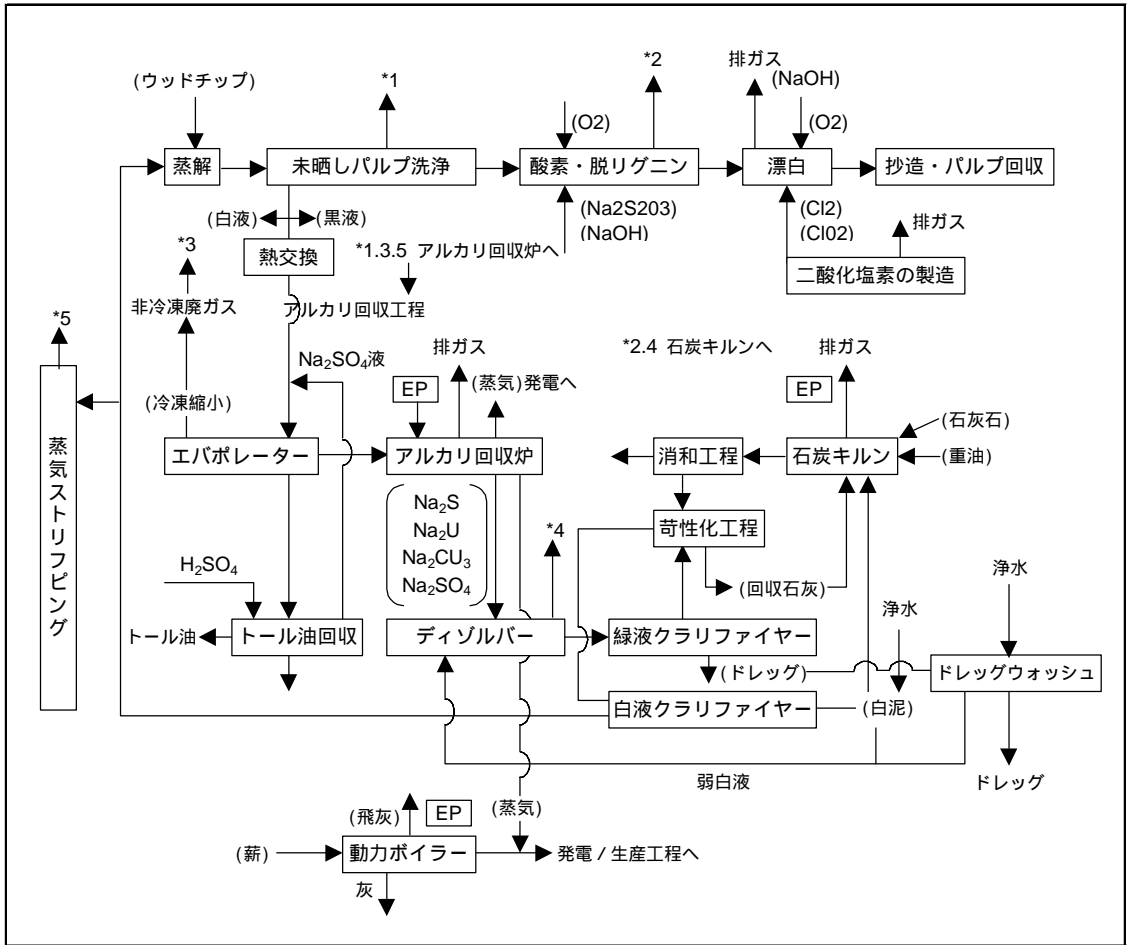 (ウッドチップ)
*1
*2
排ガス
(NaOH)
(O2)
(O2)
蒸解
未晒しパルプ洗浄
酸素・脱リグニン
漂白
抄造・パルプ回収
(白液)
(黒液)
(Na2S203)
(NaOH)
(Cl2)
(Cl02)
排ガス
*3
熱交換
*1.3.5 アルカリ回収炉へ
二酸化塩素の製造
非冷凍廃ガス
アルカリ回収工程
*5
Na₂SO₄液
排ガス
*2.4 石炭キルンへ
排ガス
EP
(蒸気)発電へ
EP
(冷凍縮小)
(石灰石)
エバポレーター
アルカリ回収炉
消和工程
石炭キルン
(重油)
蒸気ストリフピング
Na₂S
Na₂U
Na₂CU₃
Na₂SO₄
*4
苛性化工程
H₂SO₄
(回収石灰)
浄水
浄水
トール油
トール油回収
ディゾルバー
緑液クラリファイヤー
(ドレッグ)
ドレッグウォッシュ
白液クラリファイヤー
(白泥)
弱白液
ドレッグ
(飛灰)
EP
(蒸気)
(薪)
動力ボイラー
発電 / 生産工程へ
灰